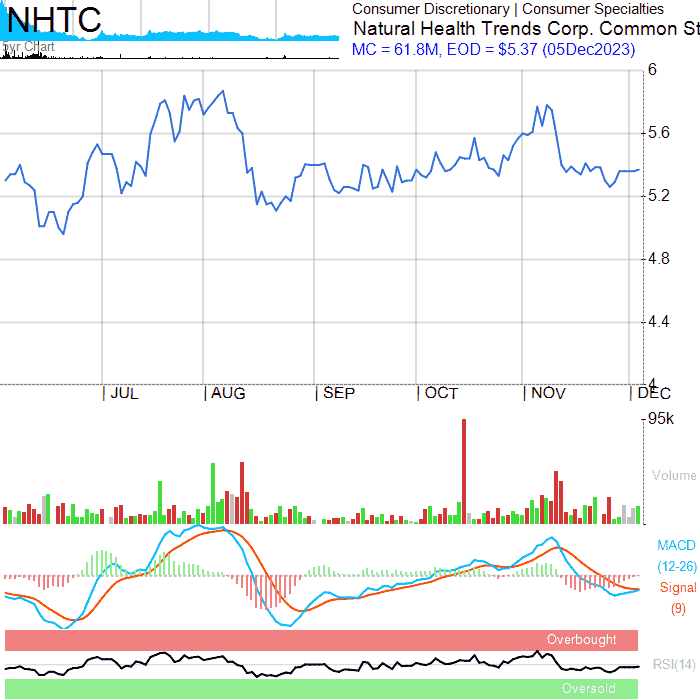 NHTC
5yr Chart
Consumer Discretionary | Consumer Specialties
Natural Health Trends Corp. Common St
MC = 61.8M, EOD = $5.37 (05Dec2023)
6
5.6
5.2
4.8
4.4
4
| JUL | AUG | SEP | OCT | NOV | DEC
95k
Volume
MACD
(12-26)
Signal
(9)
Overbought
RSI(14)
Oversold